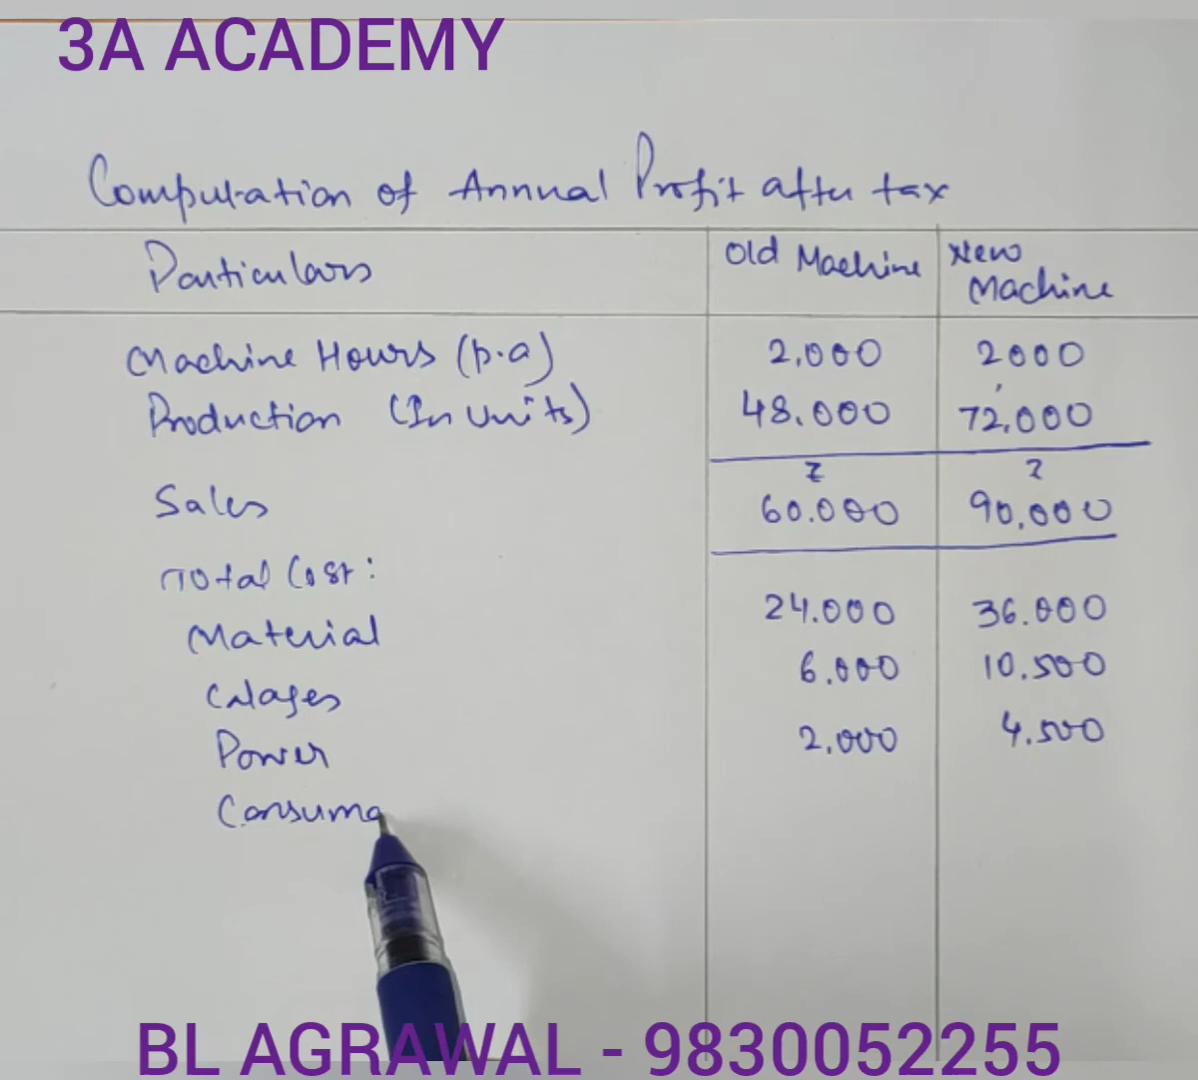 3A ACADEMY
Computation of Annual Profit after tax
Particulars Old Machine New Machine
Machine Hours (p.a) 2,000 2000
Production (In Units) 48.000 72,000
₹ ₹
Sales 60.000 90,000
Total Cost:
Material 24.000 36.000
Wages 6.000 10.500
Power 2,000 4.500
Consuma
BL AGRAWAL - 9830052255